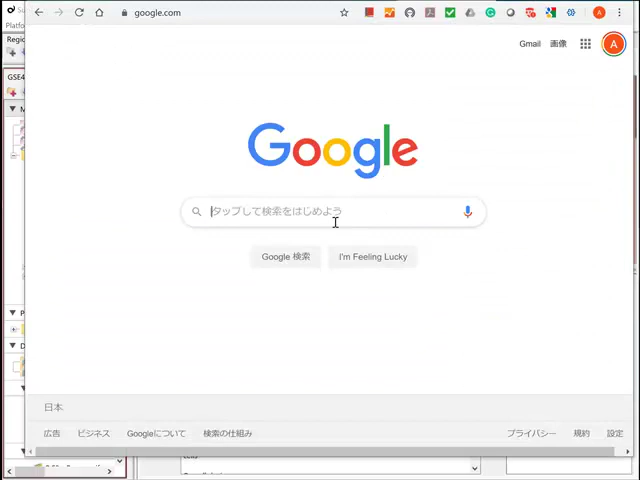 google.com
Gmail 画像 A
Google
タップして検索をはじめよう
Google 検索 I'm Feeling Lucky
日本
広告 ビジネス Googleについて 検索の仕組み プライバシー 規約 設定
Platfo
Regio
GSE4